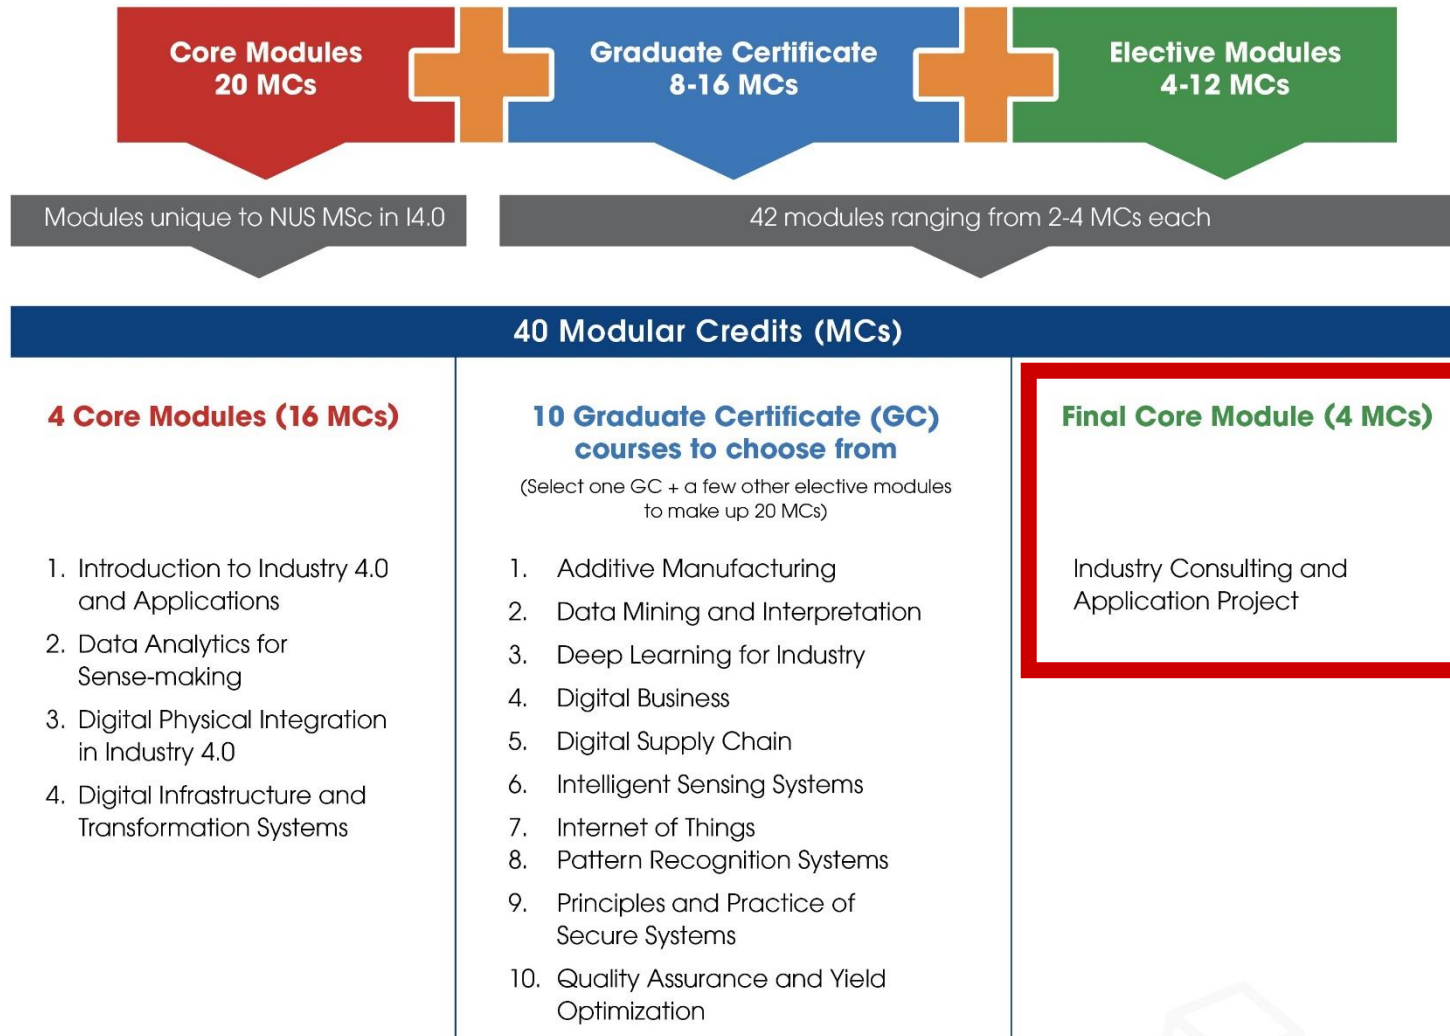 Core Modules
20 MCs
Graduate Certificate
8-16 MCs
Elective Modules
4-12 MCs
Modules unique to NUS MSc in I4.0
42 modules ranging from 2-4 MCs each
40 Modular Credits (MCs)
4 Core Modules (16 MCs)
1. Introduction to Industry 4.0
and Applications
2. Data Analytics for
Sense-making
3. Digital Physical Integration
in Industry 4.0
4. Digital Infrastructure and
Transformation Systems
10 Graduate Certificate (GC)
courses to choose from
(Select one GC + a few other elective modules
to make up 20 MCs)
1. Additive Manufacturing
2. Data Mining and Interpretation
3. Deep Learning for Industry
4. Digital Business
5. Digital Supply Chain
6. Intelligent Sensing Systems
7. Internet of Things
8. Pattern Recognition Systems
9. Principles and Practice of
Secure Systems
10. Quality Assurance and Yield
Optimization
Final Core Module (4 MCs)
Industry Consulting and
Application Project